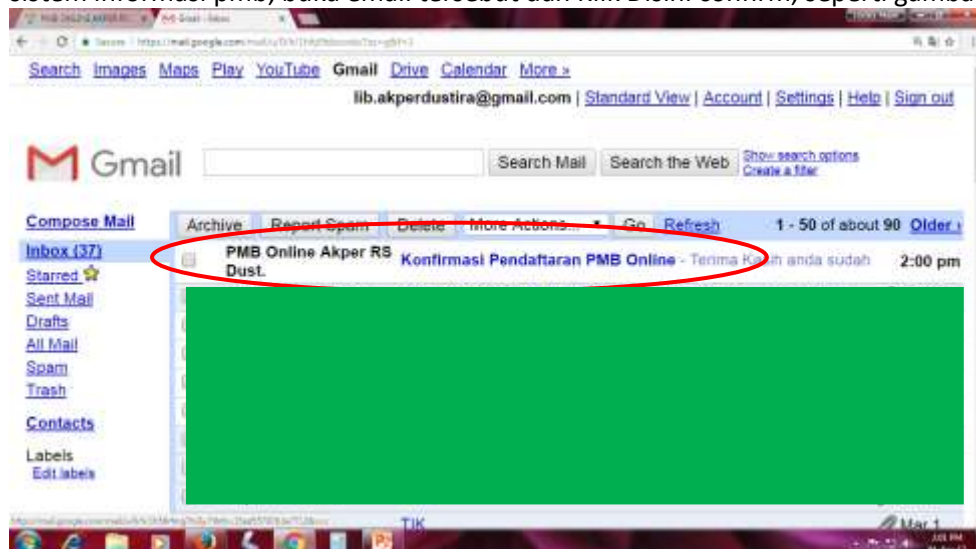 Search Images Maps Play YouTube Gmail Drive Calendar More »
lib.akperdustira@gmail.com | Standard View | Account | Settings | Help | Sign out
Gmail
Search Mail Search the Web Show search options
Create a filter
Compose Mail
Archive Report Spam Delete More Actions... Go Refresh 1 - 50 of about 90 Older ›
Inbox (37)
PMB Online Akper RS Dust. Konfirmasi Pendaftaran PMB Online - Terima Kasih anda sudah 2:00 pm
Starred
Sent Mail
Drafts
All Mail
Spam
Trash
Contacts
Labels
Edit labels
TIK Mar 1